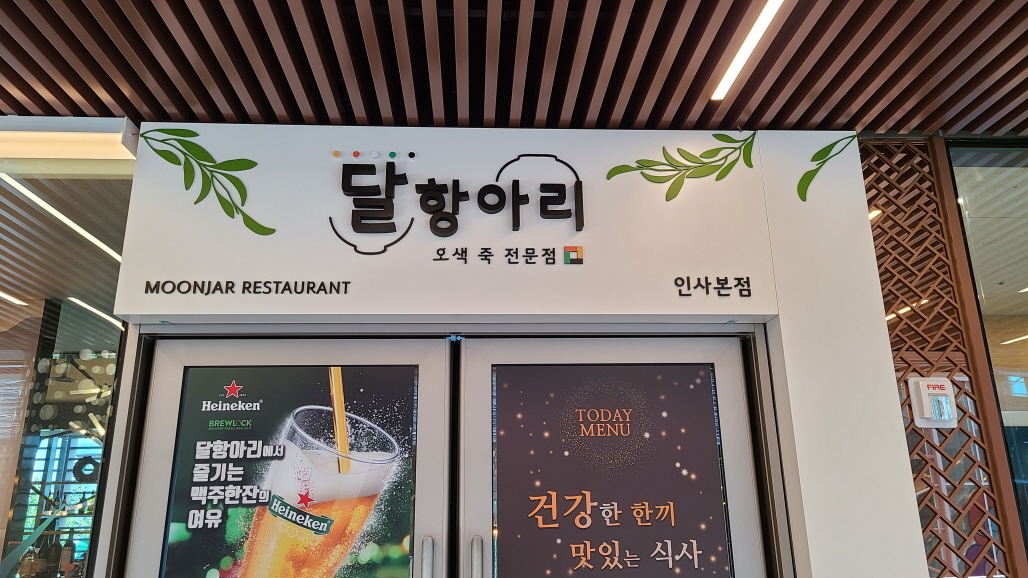 달항아리
오색 죽 전문점
MOONJAR RESTAURANT
인사본점
Heineken
BREWLOCK
달항아리에서
즐기는
맥주한잔의
여유
Heineken
TODAY
MENU
건강한 한끼
맛있는 식사
FIRE